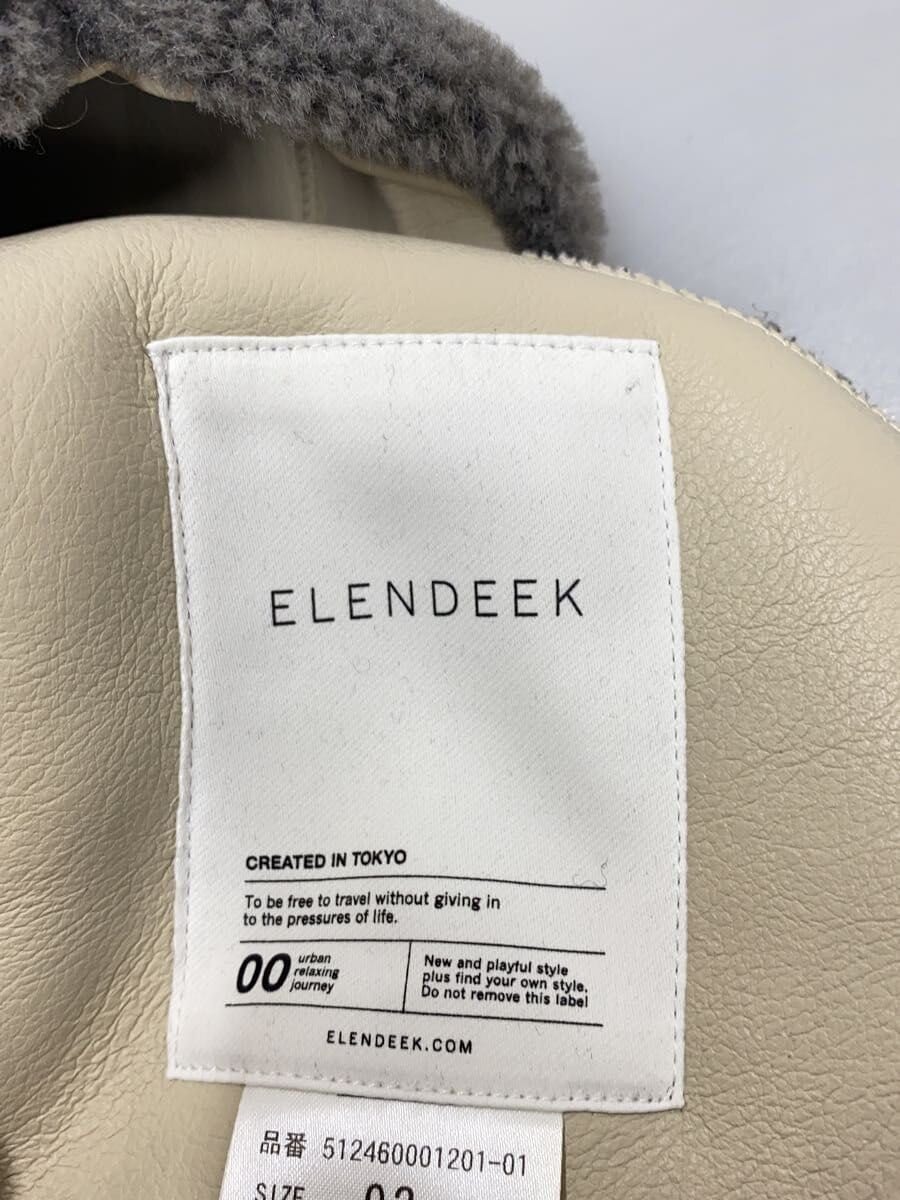 ELENDEEK
CREATED IN TOKYO
To be free to travel without giving in
to the pressures of life.
00
urban
relaxing
journey
New and playful style
plus find your own style.
Do not remove this label
ELENDEEK.COM
品番 512460001201-01
SIZE